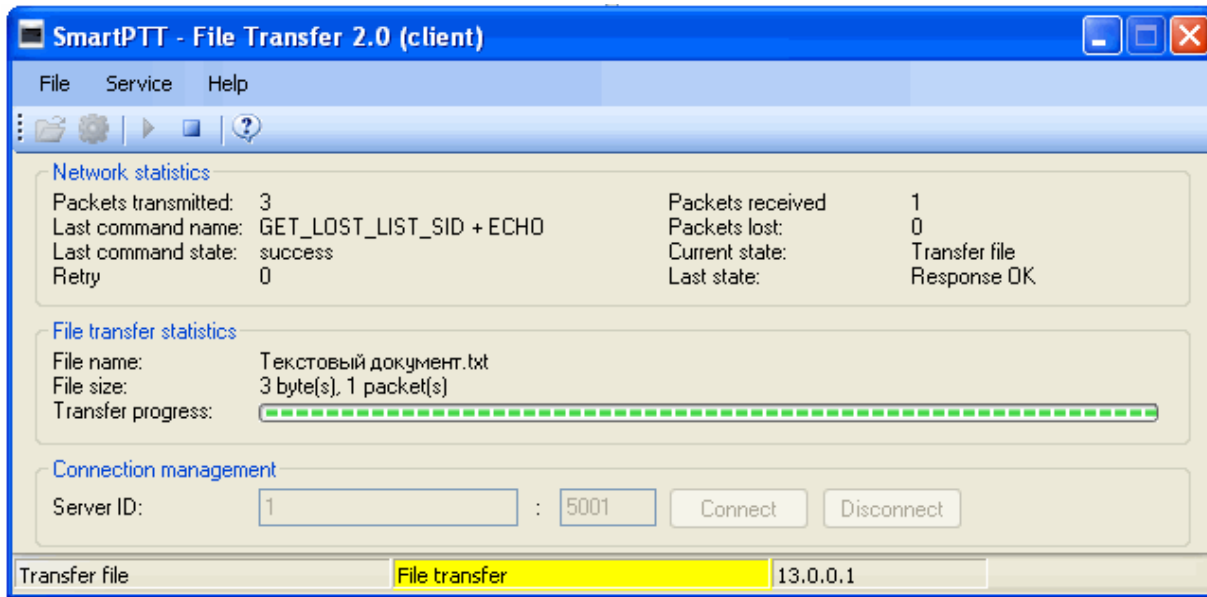 SmartPTT - File Transfer 2.0 (client)
File Service Help
Network statistics
Packets transmitted: 3 Packets received 1
Last command name: GET_LOST_LIST_SID + ECHO Packets lost: 0
Last command state: success Current state: Transfer file
Retry 0 Last state: Response OK
File transfer statistics
File name: Текстовый документ.txt
File size: 3 byte(s), 1 packet(s)
Transfer progress:
Connection management
Server ID: 1 : 5001 Connect Disconnect
Transfer file File transfer 13.0.0.1